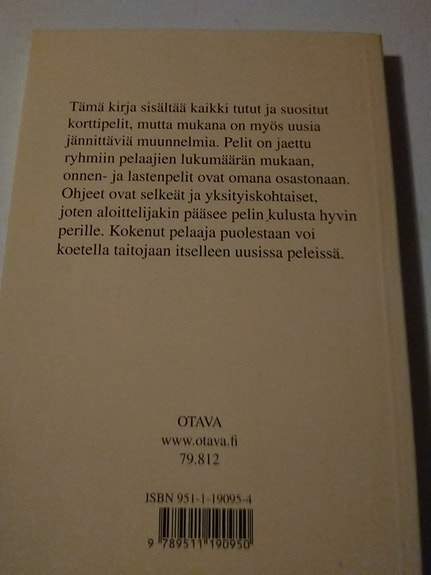 Tämä kirja sisältää kaikki tutut ja suositut
korttipelit, mutta mukana on myös uusia
jännittäviä muunnelmia. Pelit on jaettu
ryhmiin pelaajien lukumäärän mukaan,
onnen- ja lastenpelit ovat omana osastonaan.
Ohjeet ovat selkeät ja yksityiskohtaiset,
joten aloittelijakin pääsee pelin kulusta hyvin
perille. Kokenut pelaaja puolestaan voi
koetella taitojaan itselleen uusissa peleissä.
OTAVA
www.otava.fi
79.812
ISBN 951-1-19095-4
9 789511 190950